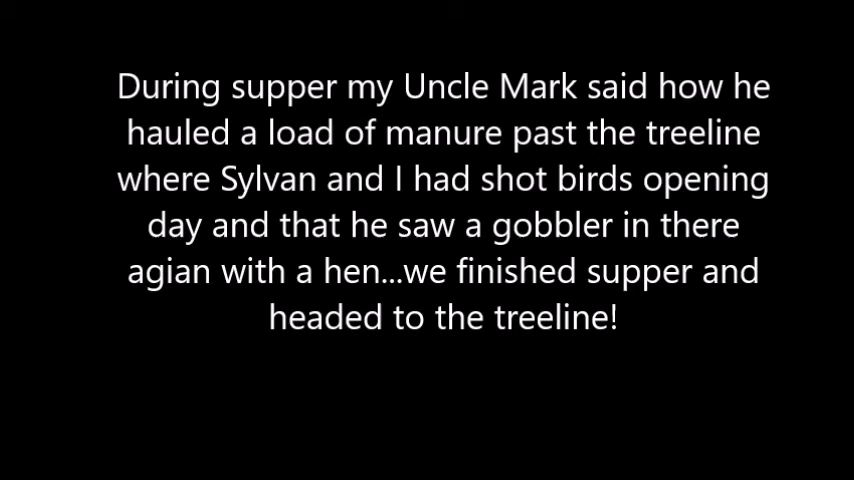 During supper my Uncle Mark said how he
hauled a load of manure past the treeline
where Sylvan and I had shot birds opening
day and that he saw a gobbler in there
agian with a hen...we finished supper and
headed to the treeline!